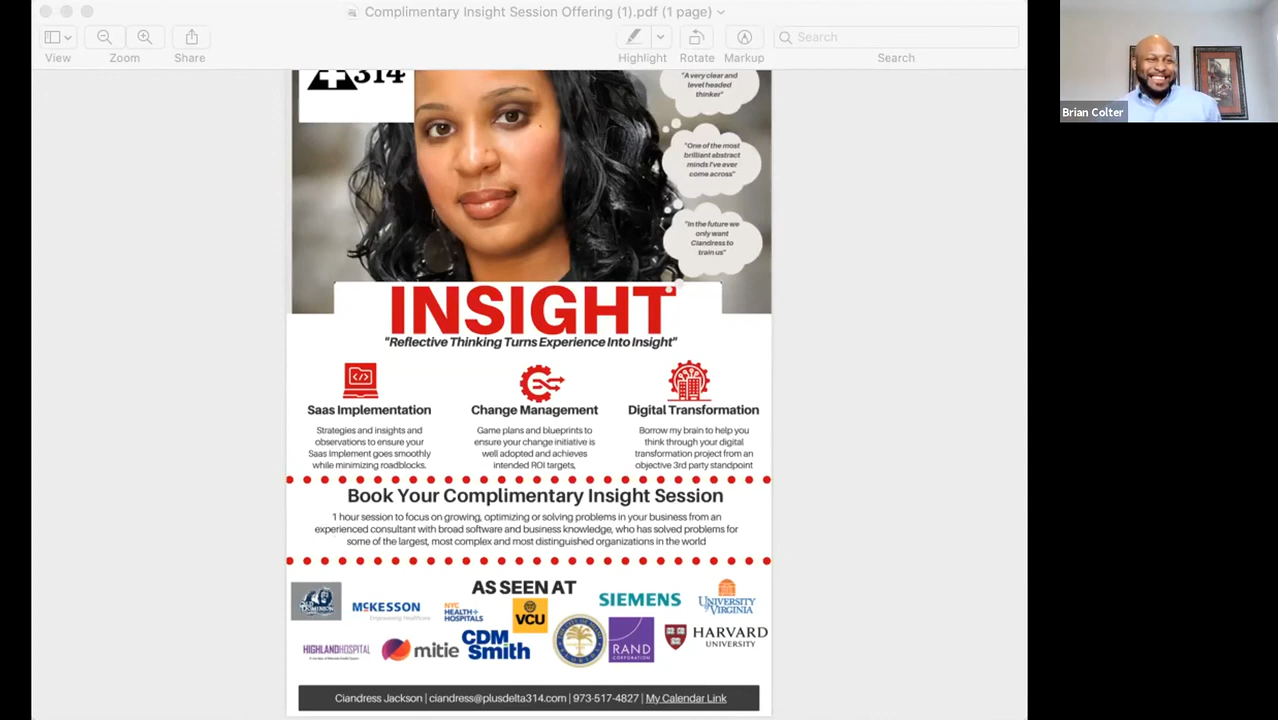 Complimentary Insight Session Offering (1).pdf (1 page)
View
Zoom
Share
Highlight
Rotate
Markup
Search
Search
Brian Colter
314
"A very clear and
level headed
thinker"
"One of the most
brilliant abstract
minds I've ever
come across"
"In the future we
only want
Ciandress to
train us"
INSIGHT
"Reflective Thinking Turns Experience Into Insight"
Saas Implementation
Strategies and insights and
observations to ensure your
Saas Implement goes smoothly
while minimizing roadblocks.
Change Management
Game plans and blueprints to
ensure your change initiative is
well adopted and achieves
intended ROI targets,
Digital Transformation
Borrow my brain to help you
think through your digital
transformation project from an
objective 3rd party standpoint
Book Your Complimentary Insight Session
1 hour session to focus on growing, optimizing or solving problems in your business from an
experienced consultant with broad software and business knowledge, who has solved problems for
some of the largest, most complex and most distinguished organizations in the world
AS SEEN AT
OLD DOMINION
MCKESSON
Empowering Healthcare
NYC
HEALTH+
HOSPITALS
VCU
SIEMENS
UNIVERSITY
of VIRGINIA
HIGHLAND HOSPITAL
mitie
CDM
Smith
RAND
CORPORATION
HARVARD
UNIVERSITY
Ciandress Jackson | ciandress@plusdelta314.com | 973-517-4827 | My Calendar Link